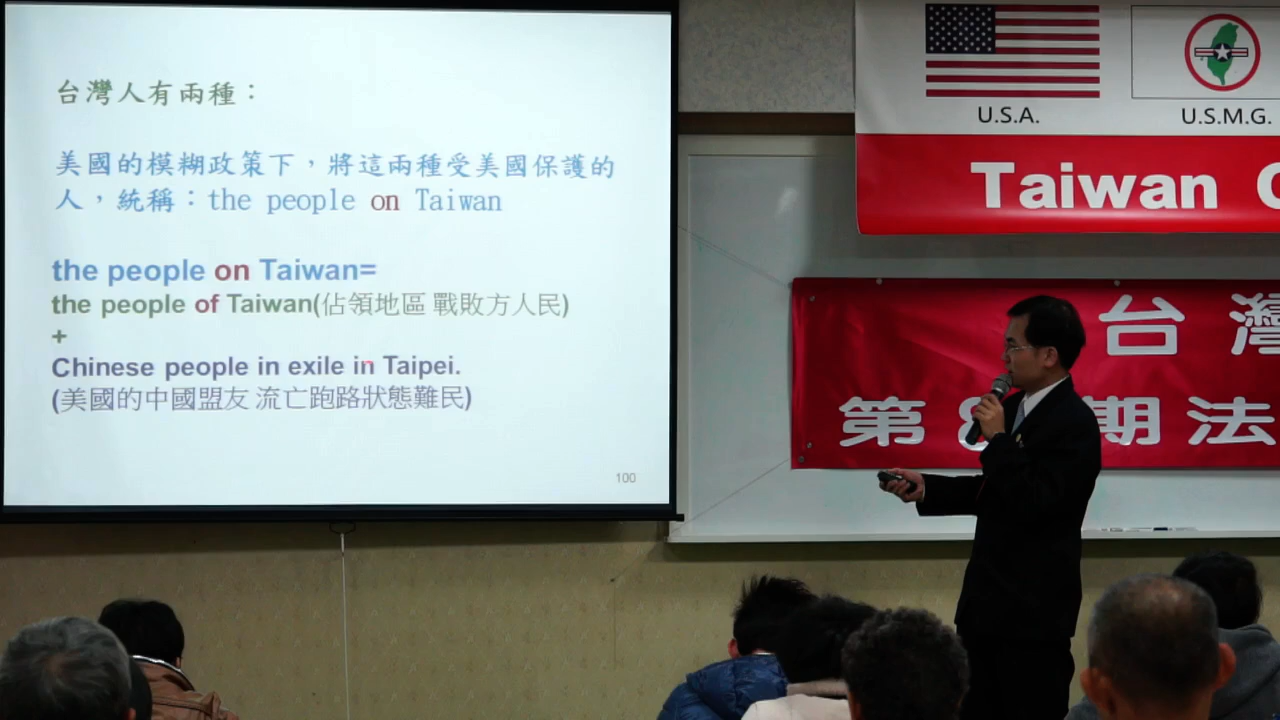 台灣人有兩種：
美國的模糊政策下，將這兩種受美國保護的
人，統稱：the people on Taiwan
the people on Taiwan=
the people of Taiwan(佔領地區 戰敗方人民)
+
Chinese people in exile in Taipei.
(美國的中國盟友 流亡跑路狀態難民)
100
U.S.A.
U.S.M.G.
Taiwan
台灣
第8期法